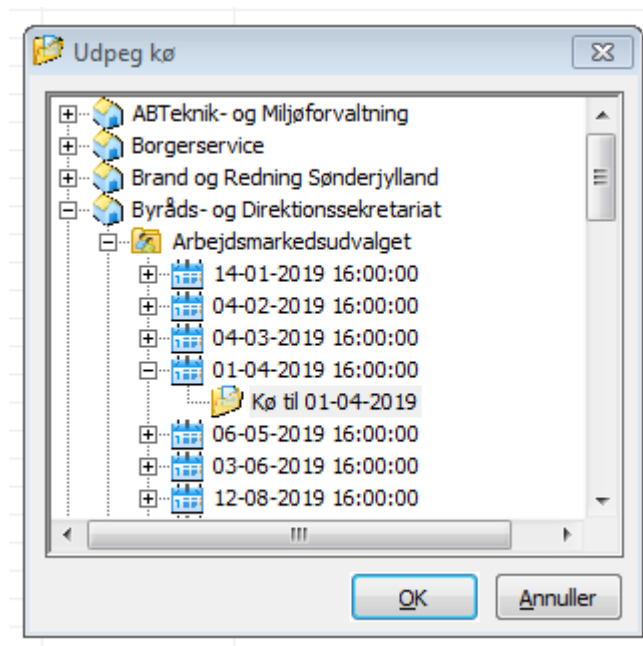 Udpeg kø
ABTeknik- og Miljøforvaltning
Borgerservice
Brand og Redning Sønderjylland
Byråds- og Direktionssekretariat
Arbejdsmarkedsudvalget
14-01-2019 16:00:00
04-02-2019 16:00:00
04-03-2019 16:00:00
01-04-2019 16:00:00
Kø til 01-04-2019
06-05-2019 16:00:00
03-06-2019 16:00:00
12-08-2019 16:00:00
OK Annuller